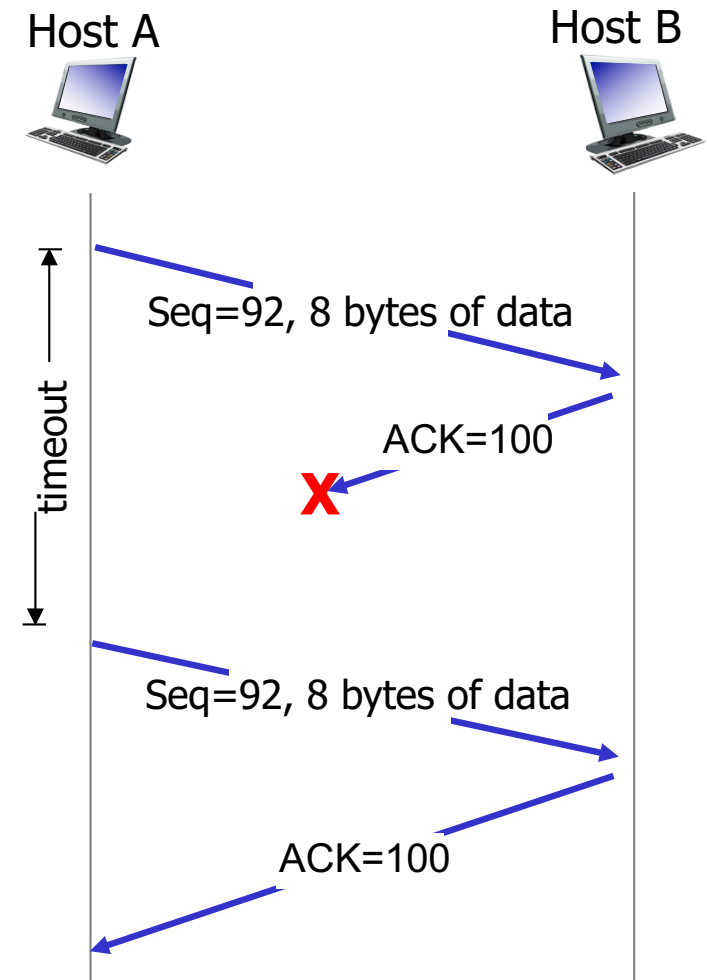 Host A
Host B
Seq=92, 8 bytes of data
ACK=100
timeout
X
Seq=92, 8 bytes of data
ACK=100